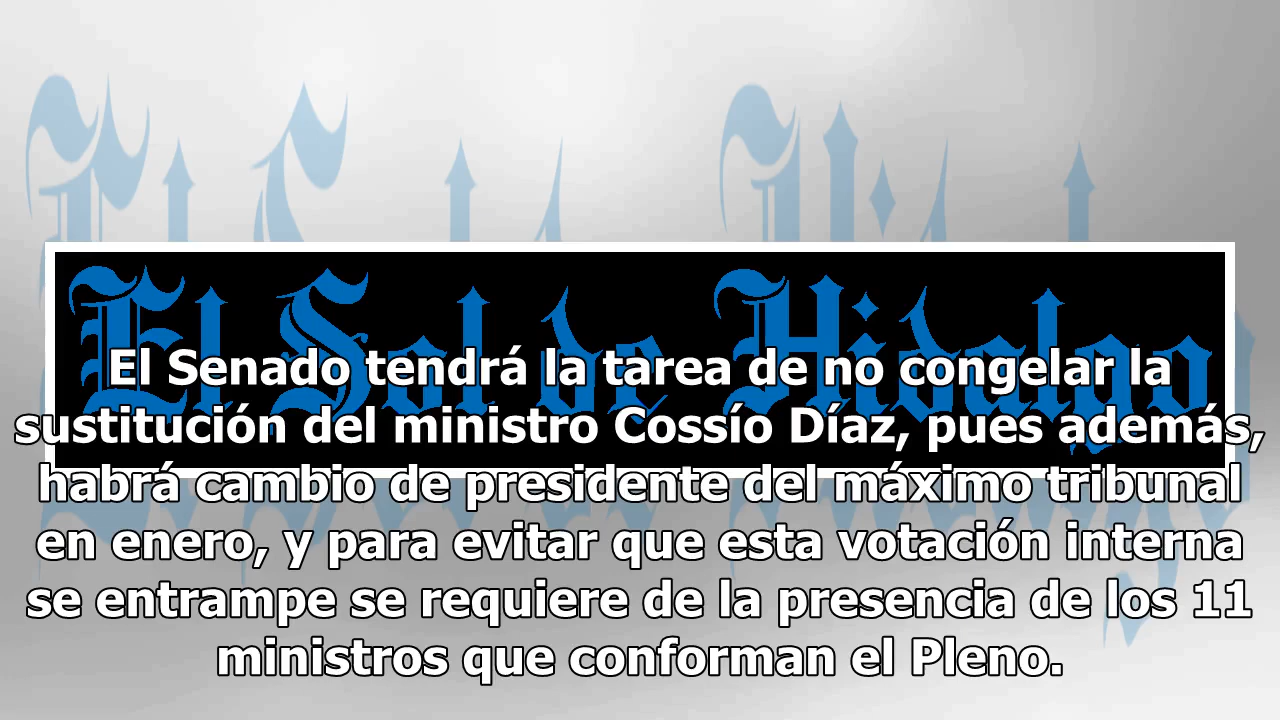 El Sol de Hidalgo
El Senado tendrá la tarea de no congelar la
sustitución del ministro Cossío Díaz, pues además,
habrá cambio de presidente del máximo tribunal
en enero, y para evitar que esta votación interna
se entrampe se requiere de la presencia de los 11
ministros que conforman el Pleno.